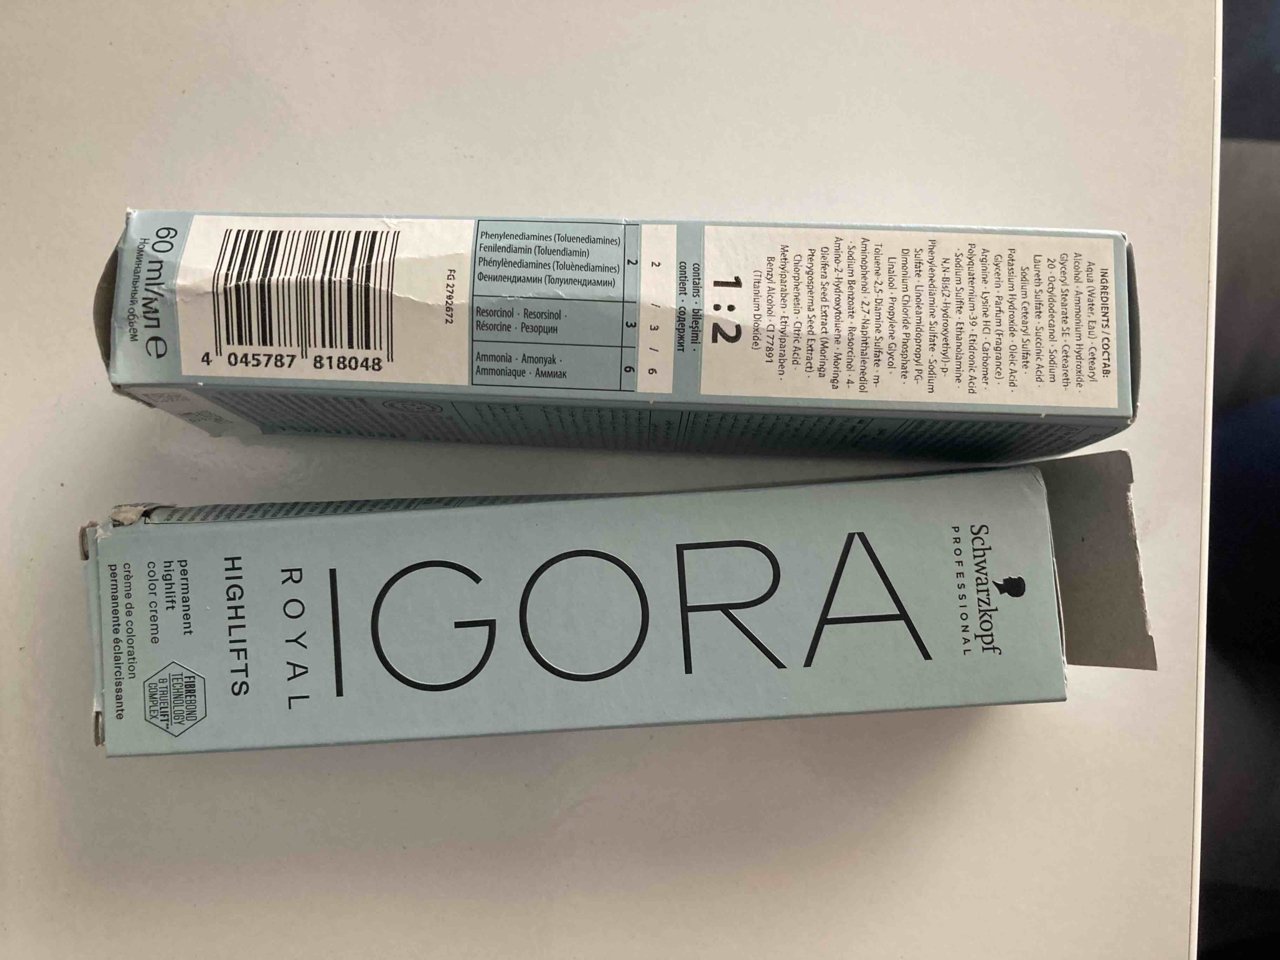 INGREDIENTS / СОСТАВ:
Aqua (Water, Eau) · Cetearyl
Alcohol · Ammonium Hydroxide ·
Glyceryl Stearate SE · Ceteareth-
20 · Octyldodecanol · Sodium
Laureth Sulfate · Succinic Acid ·
Sodium Cetearyl Sulfate ·
Potassium Hydroxide · Oleic Acid ·
Glycerin · Parfum (Fragrance) ·
Arginine · Lysine HCl · Carbomer ·
Polyquaternium-39 · Etidronic Acid
· Sodium Sulfite · Ethanolamine ·
N,N-Bis(2-Hydroxyethyl)-p-
Phenylenediamine Sulfate · Sodium
Sulfate · Linoleamidopropyl PG-
Dimonium Chloride Phosphate ·
Linalool · Propylene Glycol ·
Toluene-2,5-Diamine Sulfate · m-
Aminophenol · 2,7-Naphthalenediol
· Sodium Benzoate · Resorcinol · 4-
Amino-2-Hydroxytoluene · Moringa
Oleifera Seed Extract (Moringa
Pterygosperma Seed Extract) ·
Chlorphenesin · Citric Acid ·
Methylparaben · Ethylparaben ·
Benzyl Alcohol · CI 77891
(Titanium Dioxide)
1:2
contains · bileşimi ·
contient · содержит
2 / 3 / 6
2
Phenylenediamines (Toluenediamines)
Fenilendiamin (Toluendiamin)
Phénylènediamines (Toluènediamines)
Фенилендиамин (Полуилендиамин)
3
Resorcinol · Resorsinol ·
Résorcine · Резорцин
6
Ammonia · Amonyak ·
Ammoniaque · Аммиак
FG 2792672
4 045787 818048
60 ml/мл e
Номинальный объем
Schwarzkopf
PROFESSIONAL
IGORA
ROYAL
HIGHLIFTS
permanent
highlift
color creme
crème de coloration
permanente éclaircissante
FIBREBOND
TECHNOLOGY
& TRUELIFT™
COMPLEX